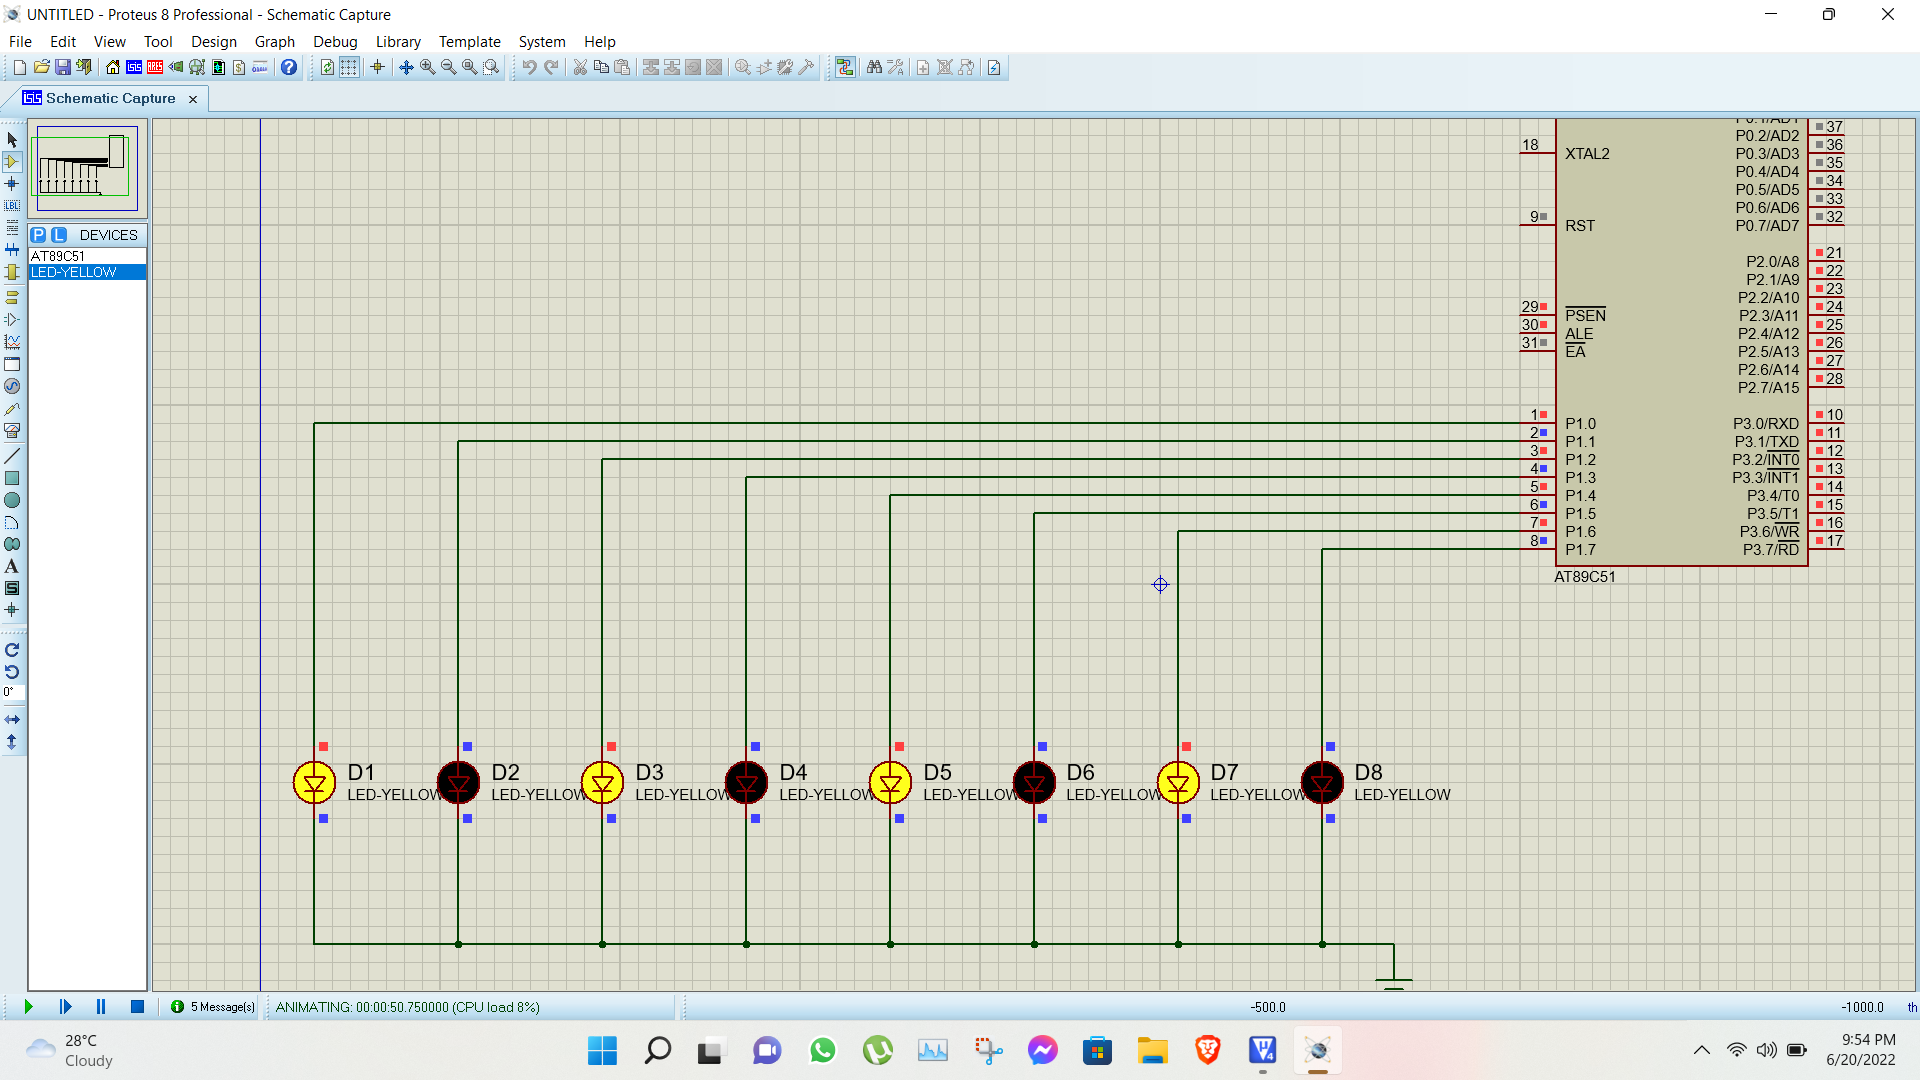 UNTITLED - Proteus 8 Professional - Schematic Capture
File Edit View Tool Design Graph Debug Library Template System Help
Schematic Capture
P L DEVICES
AT89C51
LED-YELLOW
LBL
A
S
0°
18 XTAL2
9 RST
29 PSEN
30 ALE
31 EA
1 P1.0
2 P1.1
3 P1.2
4 P1.3
5 P1.4
6 P1.5
7 P1.6
8 P1.7
P0.1/AD1
P0.2/AD2 37
P0.3/AD3 36
P0.4/AD4 35
P0.5/AD5 34
P0.6/AD6 33
P0.7/AD7 32
P2.0/A8 21
P2.1/A9 22
P2.2/A10 23
P2.3/A11 24
P2.4/A12 25
P2.5/A13 26
P2.6/A14 27
P2.7/A15 28
P3.0/RXD 10
P3.1/TXD 11
P3.2/INT0 12
P3.3/INT1 13
P3.4/T0 14
P3.5/T1 15
P3.6/WR 16
P3.7/RD 17
AT89C51
D1
LED-YELLOW
D2
LED-YELLOW
D3
LED-YELLOW
D4
LED-YELLOW
D5
LED-YELLOW
D6
LED-YELLOW
D7
LED-YELLOW
D8
LED-YELLOW
5 Message(s) ANIMATING: 00:00:50.750000 (CPU load 8%) -500.0 -1000.0 th
28°C
Cloudy
9:54 PM
6/20/2022